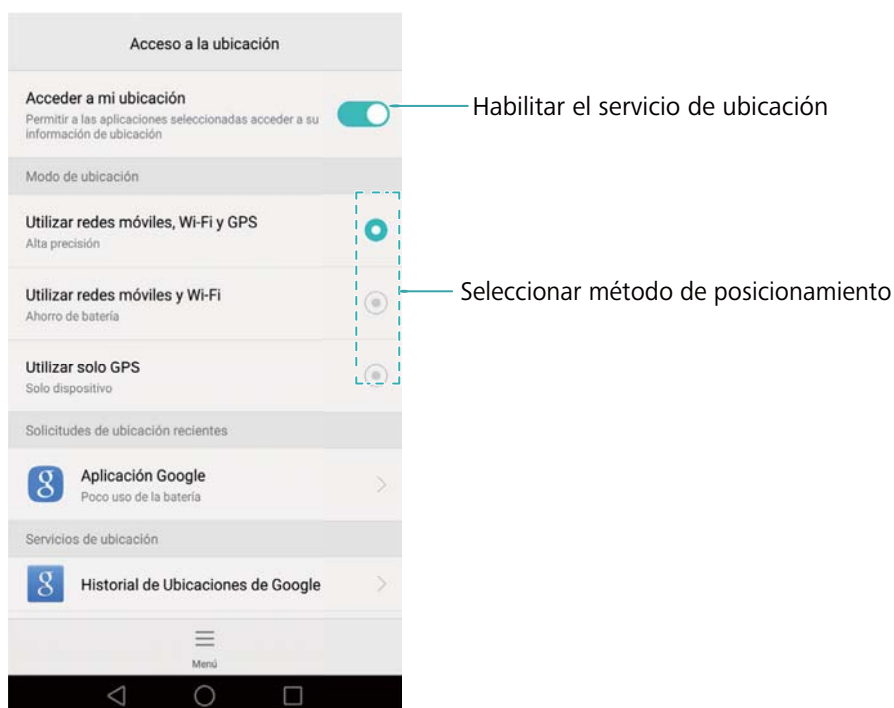 Acceso a la ubicación
Acceder a mi ubicación
Permitir a las aplicaciones seleccionadas acceder a su
información de ubicación
Habilitar el servicio de ubicación
Modo de ubicación
Utilizar redes móviles, Wi-Fi y GPS
Alta precisión
Utilizar redes móviles y Wi-Fi
Ahorro de batería
Seleccionar método de posicionamiento
Utilizar solo GPS
Solo dispositivo
Solicitudes de ubicación recientes
g
Aplicación Google
Poco uso de la batería
Servicios de ubicación
g
Historial de Ubicaciones de Google
Menú